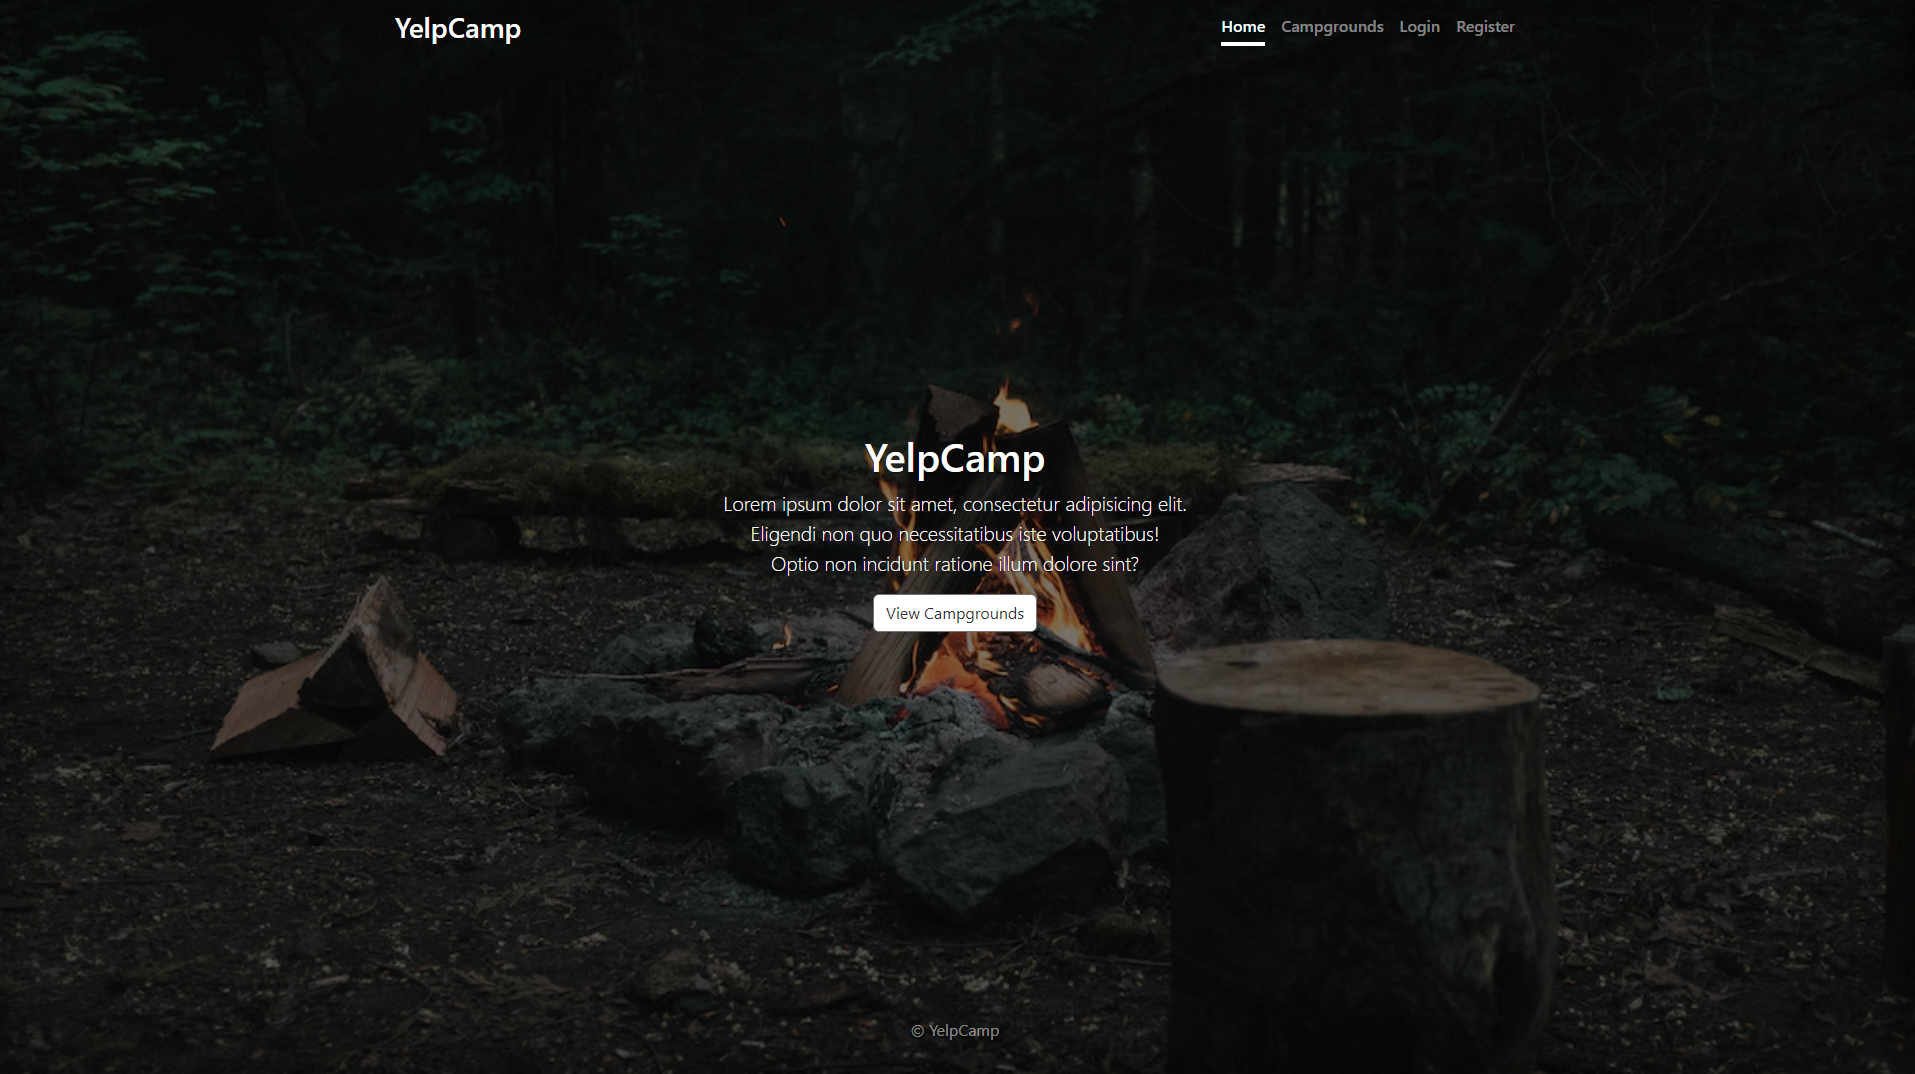 YelpCamp
Home Campgrounds Login Register
YelpCamp
Lorem ipsum dolor sit amet, consectetur adipisicing elit.
Eligendi non quo necessitatibus iste voluptatibus!
Optio non incidunt ratione illum dolore sint?
View Campgrounds
© YelpCamp